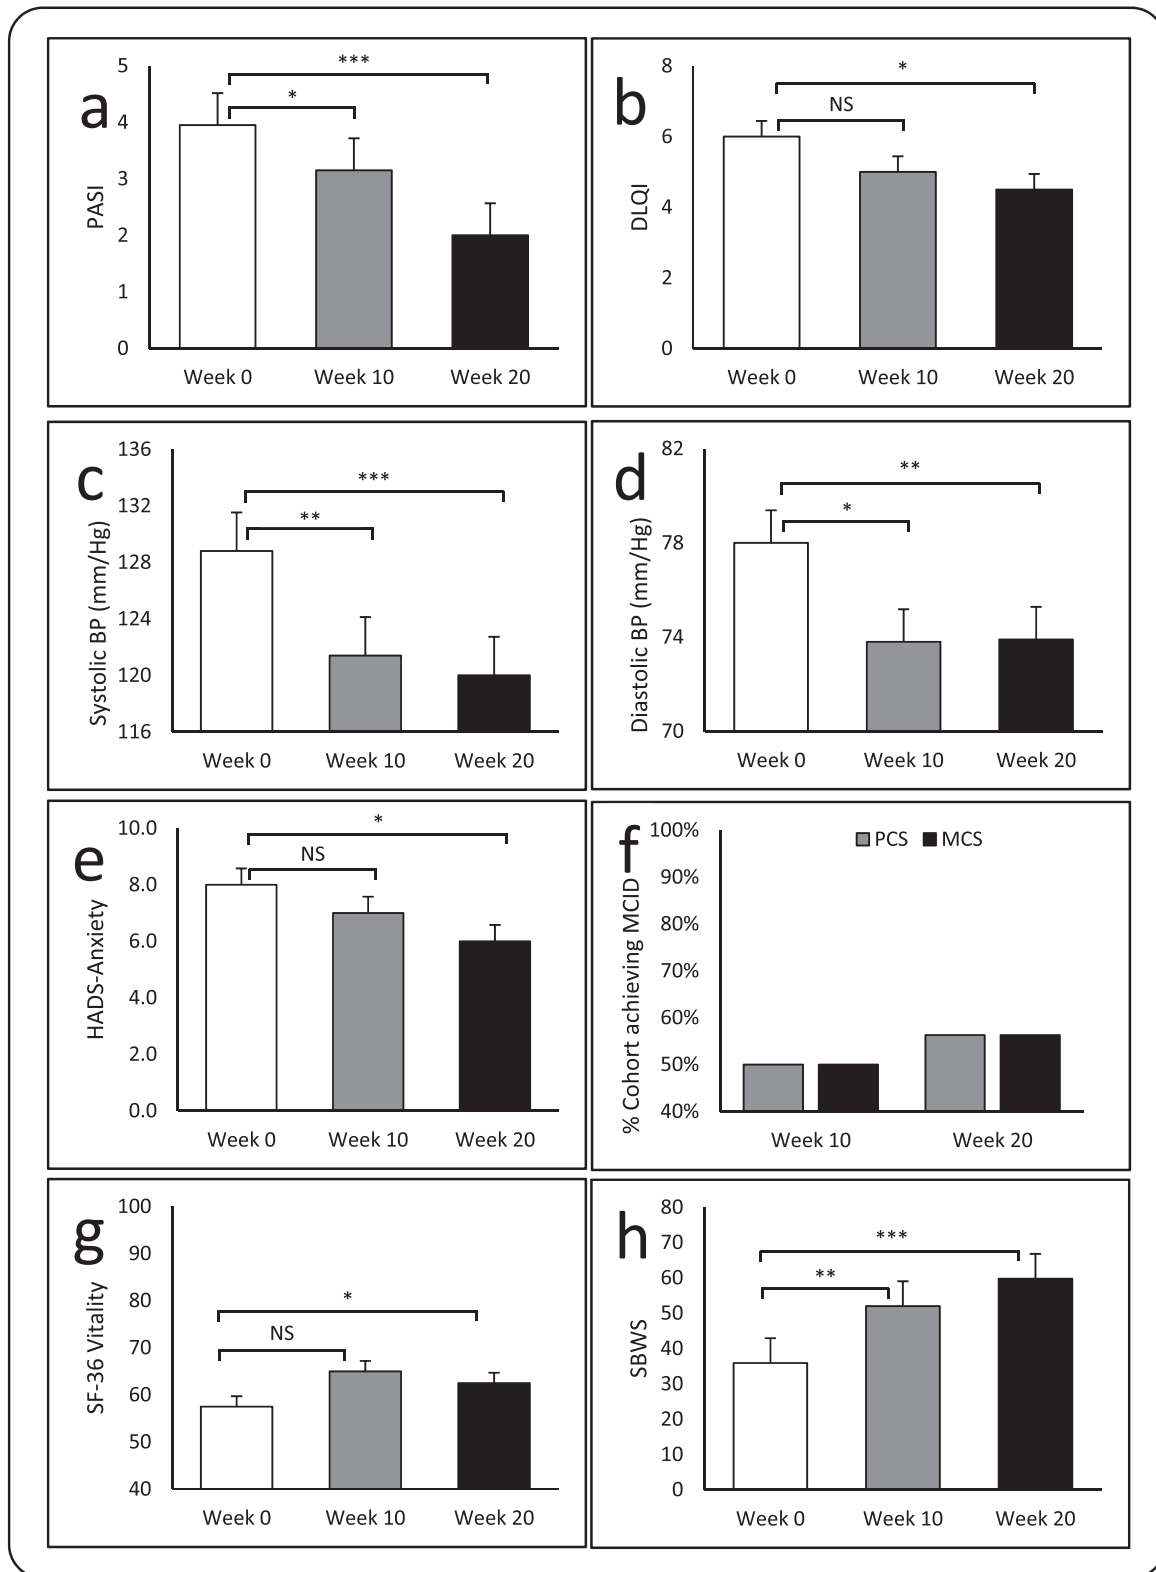 a
PASI
5
4
3
2
1
0
***
*
Week 0 Week 10 Week 20
b
DLQI
8
6
4
2
0
*
NS
Week 0 Week 10 Week 20
c
Systolic BP (mm/Hg)
136
132
128
124
120
116
***
**
Week 0 Week 10 Week 20
d
Diastolic BP (mm/Hg)
82
78
74
70
**
*
Week 0 Week 10 Week 20
e
HADS-Anxiety
10.0
8.0
6.0
4.0
2.0
0.0
*
NS
Week 0 Week 10 Week 20
f
% Cohort achieving MCID
100%
90%
80%
70%
60%
50%
40%
PCS MCS
Week 10 Week 20
g
SF-36 Vitality
100
90
80
70
60
50
40
*
NS
Week 0 Week 10 Week 20
h
SBWS
80
70
60
50
40
30
20
10
0
***
**
Week 0 Week 10 Week 20